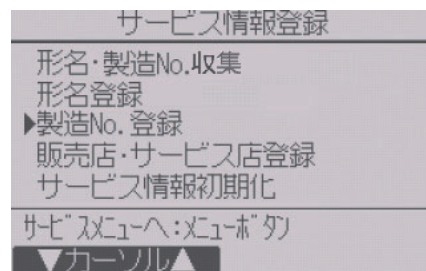 サービス情報登録
形名・製造No.収集
形名登録
▶製造No.登録
販売店・サービス店登録
サービス情報初期化
ｻｰﾋﾞｽﾒﾆｭｰへ:ﾒﾆｭｰﾎﾞﾀﾝ
▼カーソル▲